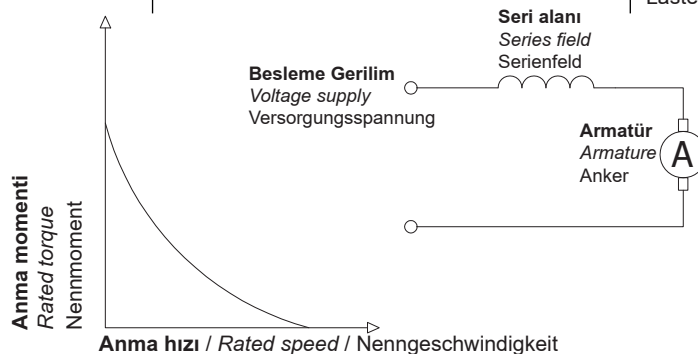 Seri alanı
Series field
Serienfeld
Besleme Gerilim
Voltage supply
Versorgungsspannung
Armatür
Armature
Anker
A
Anma momenti
Rated torque
Nennmoment
Anma hızı / Rated speed / Nenngeschwindigkeit